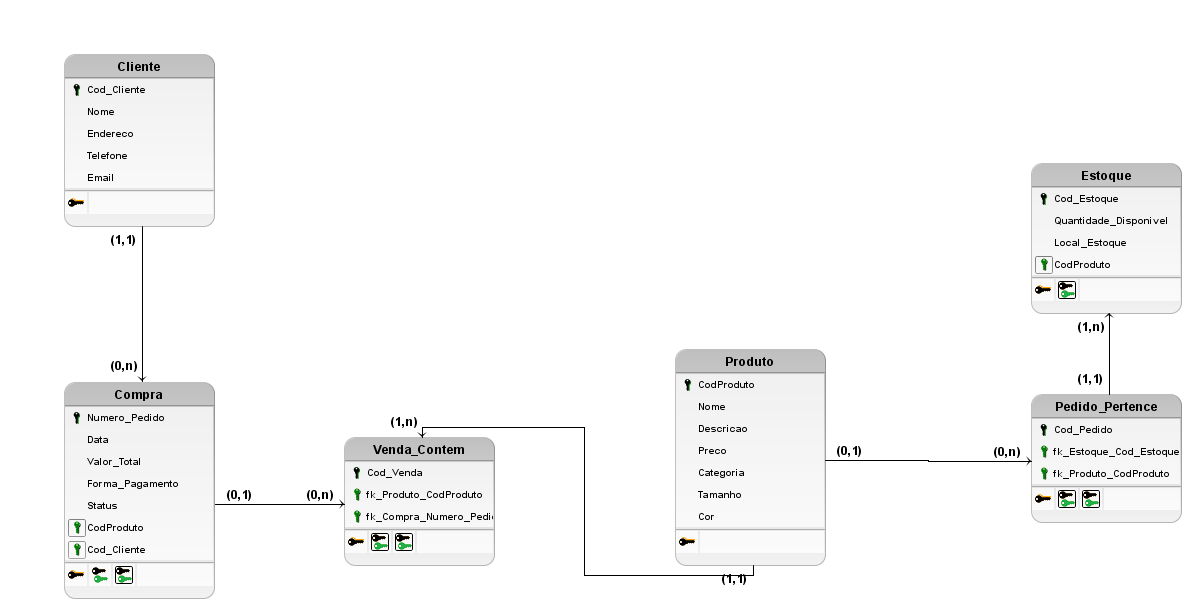 Cliente
Cod_Cliente
Nome
Endereco
Telefone
Email
(1,1)
(0,n)
Compra
Numero_Pedido
Data
Valor_Total
Forma_Pagamento
Status
CodProduto
Cod_Cliente
(0,1)
(0,n)
(1,n)
Venda_Contem
Cod_Venda
fk_Produto_CodProduto
fk_Compra_Numero_Pedi
Produto
CodProduto
Nome
Descricao
Preco
Categoria
Tamanho
Cor
(1,1)
(0,1)
(0,n)
Estoque
Cod_Estoque
Quantidade_Disponivel
Local_Estoque
CodProduto
(1,n)
(1,1)
Pedido_Pertence
Cod_Pedido
fk_Estoque_Cod_Estoque
fk_Produto_CodProduto